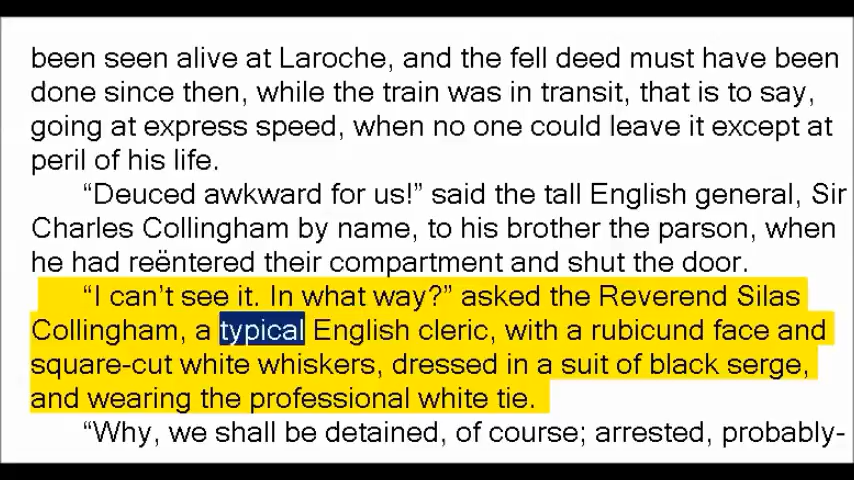 been seen alive at Laroche, and the fell deed must have been
done since then, while the train was in transit, that is to say,
going at express speed, when no one could leave it except at
peril of his life.
“Deuced awkward for us!” said the tall English general, Sir
Charles Collingham by name, to his brother the parson, when
he had reëntered their compartment and shut the door.
“I can’t see it. In what way?” asked the Reverend Silas
Collingham, a typical English cleric, with a rubicund face and
square-cut white whiskers, dressed in a suit of black serge,
and wearing the professional white tie.
“Why, we shall be detained, of course; arrested, probably-